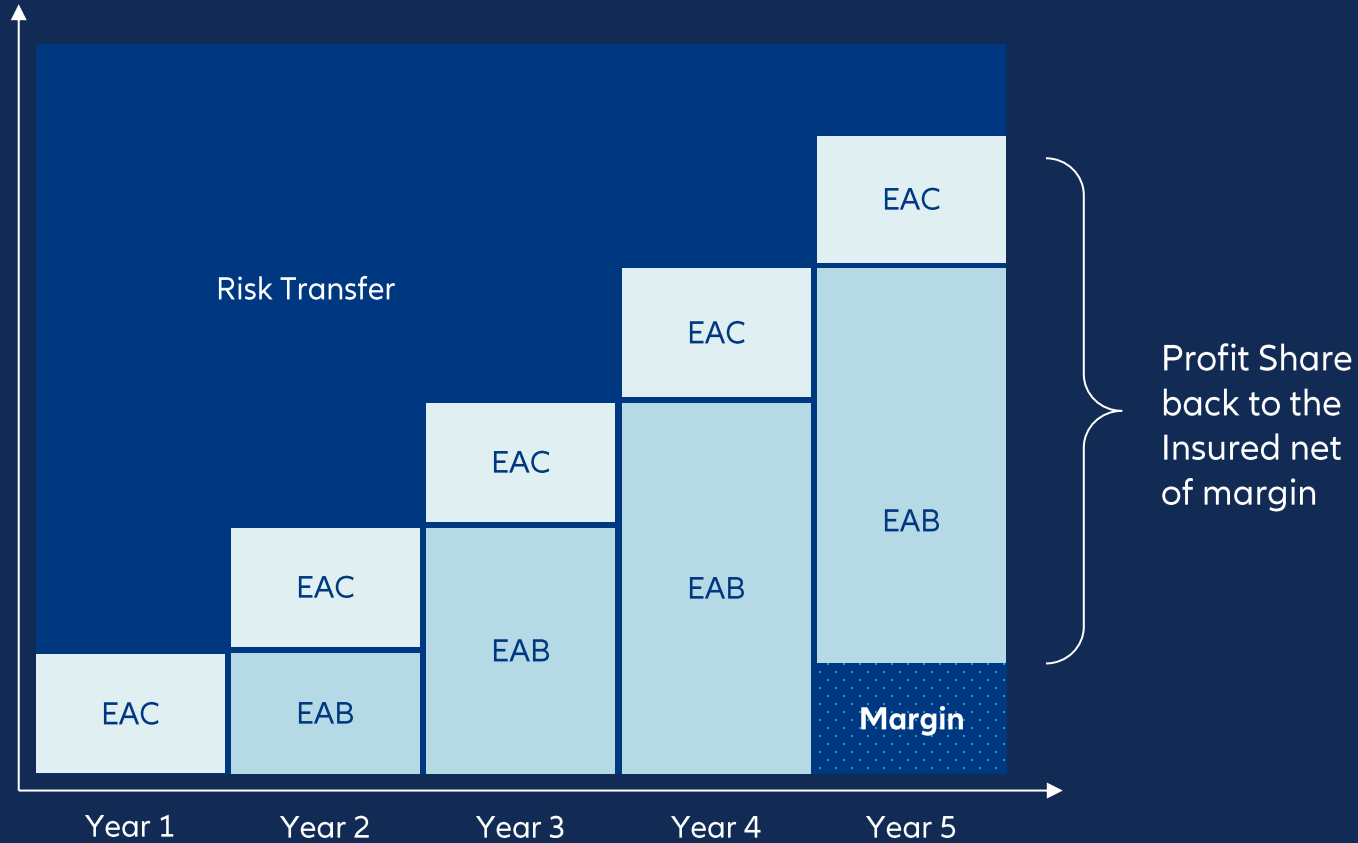 EAC
Risk Transfer
EAC
EAC
EAC
EAC
EAB
EAB
EAB
EAB
Margin
Profit Share
back to the
Insured net
of margin
Year 1
Year 2
Year 3
Year 4
Year 5